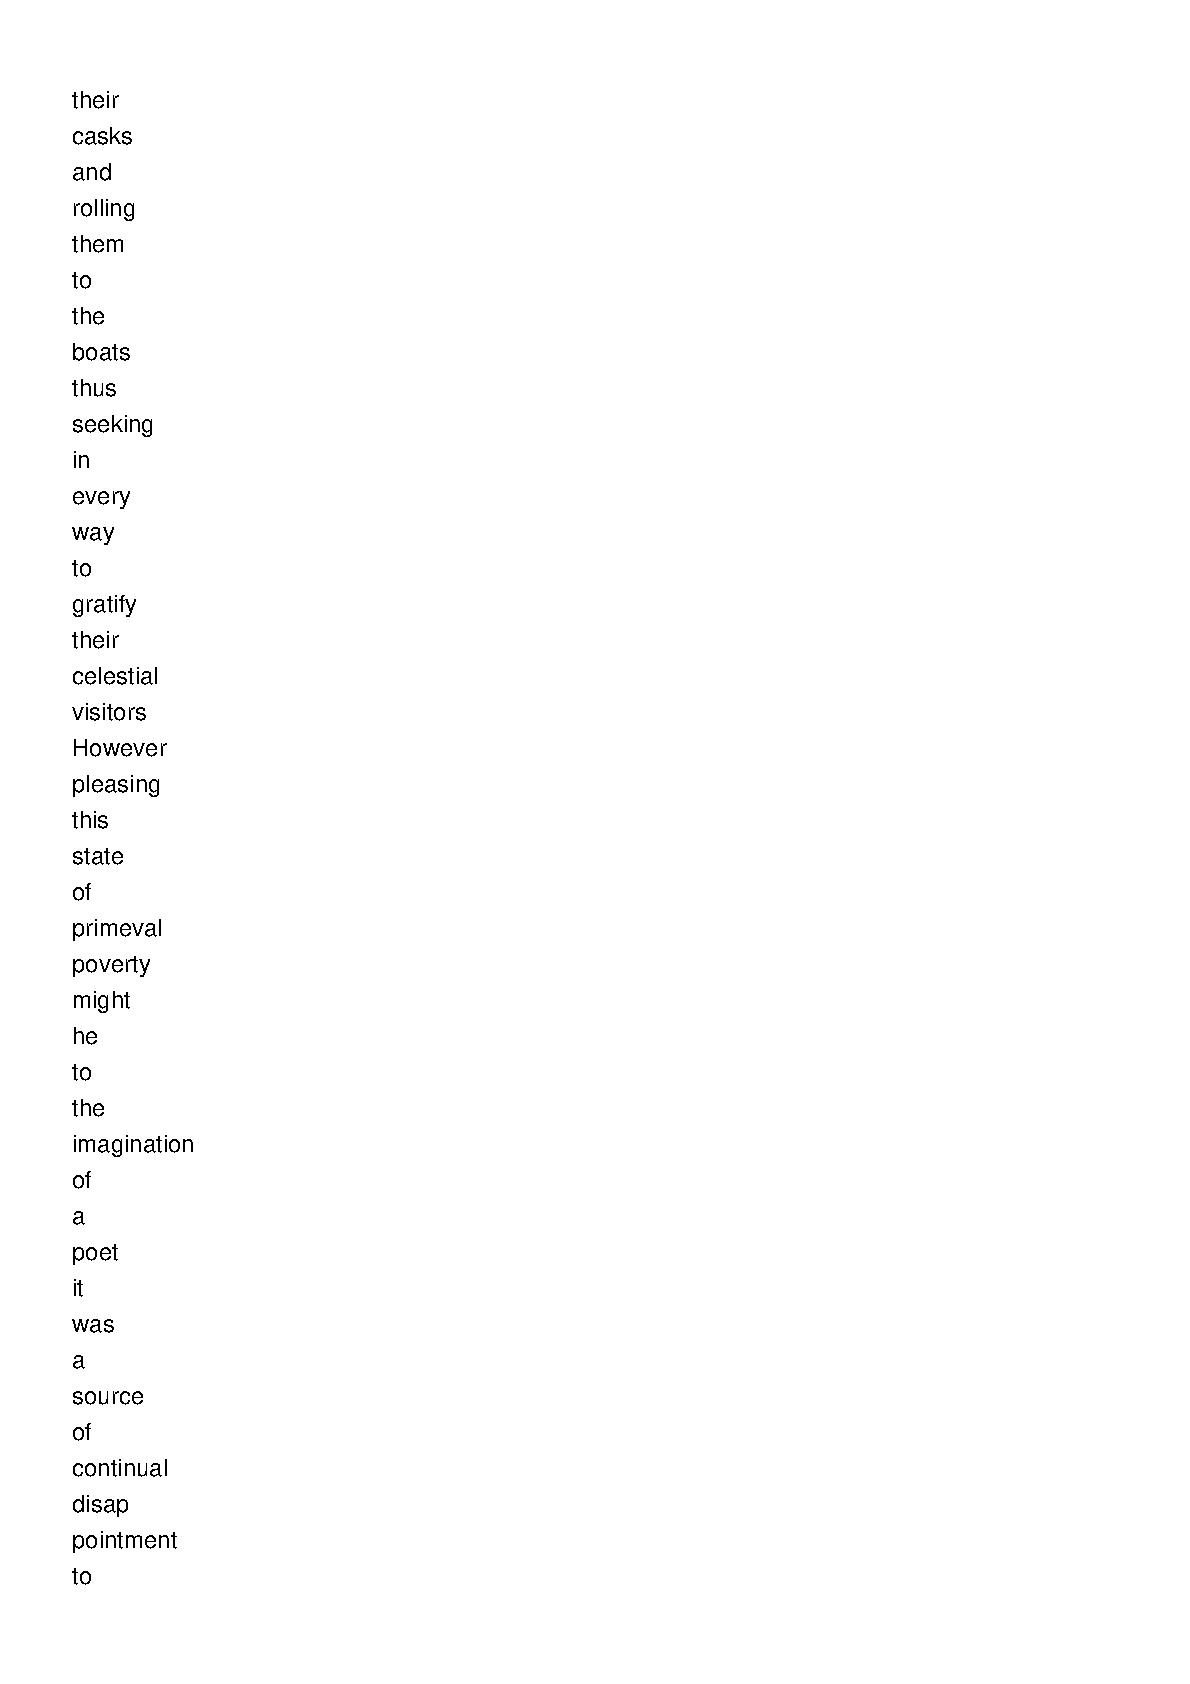 their
casks
and
rolling
them
to
the
boats
thus
seeking
in
every
way
to
gratify
their
celestial
visitors
However
pleasing
this
state
of
primeval
poverty
might
he
to
the
imagination
of
a
poet
it
was
a
source
of
continual
disap
pointment
to